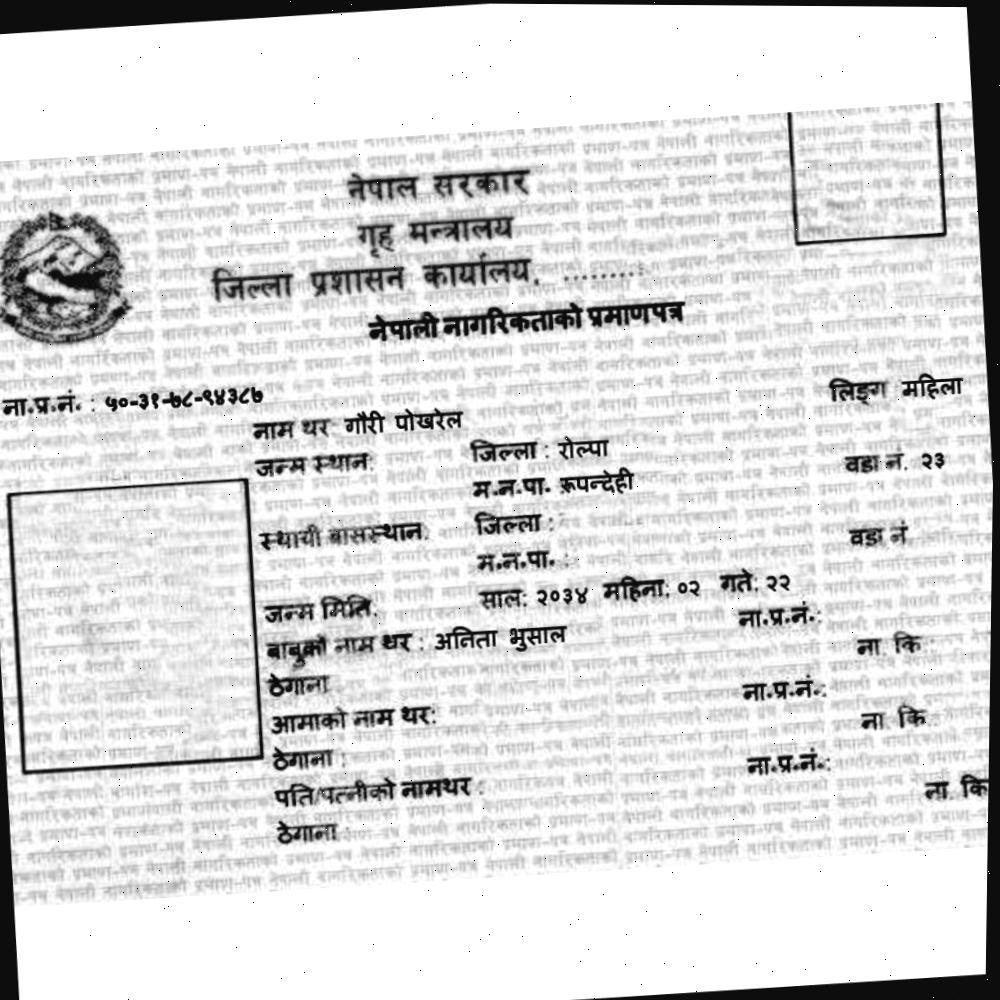 नेपाल सरकार
गृह मन्त्रालय
जिल्ला प्रशासन कार्यालय, ........
नेपाली नागरिकताको प्रमाणपत्र
ना.प्र.नं. : ५०-३१-७८-९४३८७ लिङ्ग महिला
नाम थर गौरी पोखरेल
जन्म स्थान: जिल्ला : रोल्पा वडा नं. २३
म.न.पा. रूपन्देही
स्थायी बासस्थान: जिल्ला : वडा नं.
म.न.पा. :
जन्म मिति: साल: २०३४ महिना: ०२ गते: २२
बाबुको नाम थर : अनिता भुसाल ना.प्र.नं.:
ठेगाना ना. कि
आमाको नाम थर: ना.प्र.नं.:
ठेगाना : ना. कि
पति/पत्नीको नामथर : ना.प्र.नं.:
ठेगाना : ना. कि